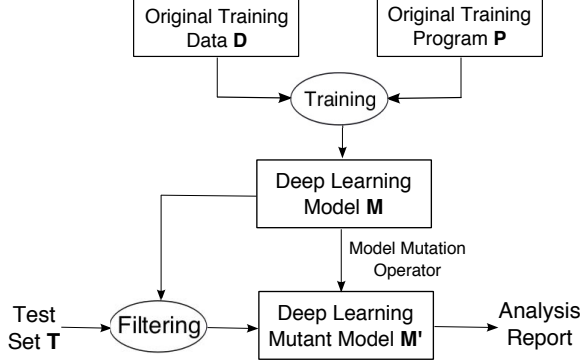 Original Training
Data D
Original Training
Program P
Training
Deep Learning
Model M
Model Mutation
Operator
Test
Set T
Filtering
Deep Learning
Mutant Model M'
Analysis
Report